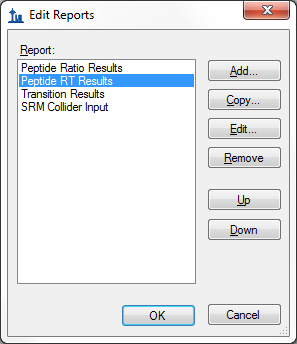 Edit Reports
Report:
Peptide Ratio Results
Peptide RT Results
Transition Results
SRM Collider Input
Add...
Copy...
Edit...
Remove
Up
Down
OK
Cancel